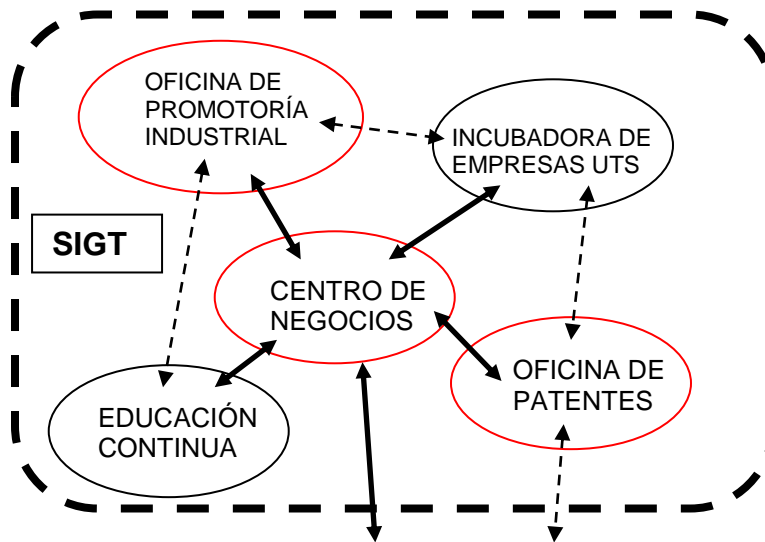 OFICINA DE
PROMOTORÍA
INDUSTRIAL
INCUBADORA DE
EMPRESAS UTS
SIGT
CENTRO DE
NEGOCIOS
OFICINA DE
PATENTES
EDUCACIÓN
CONTINUA